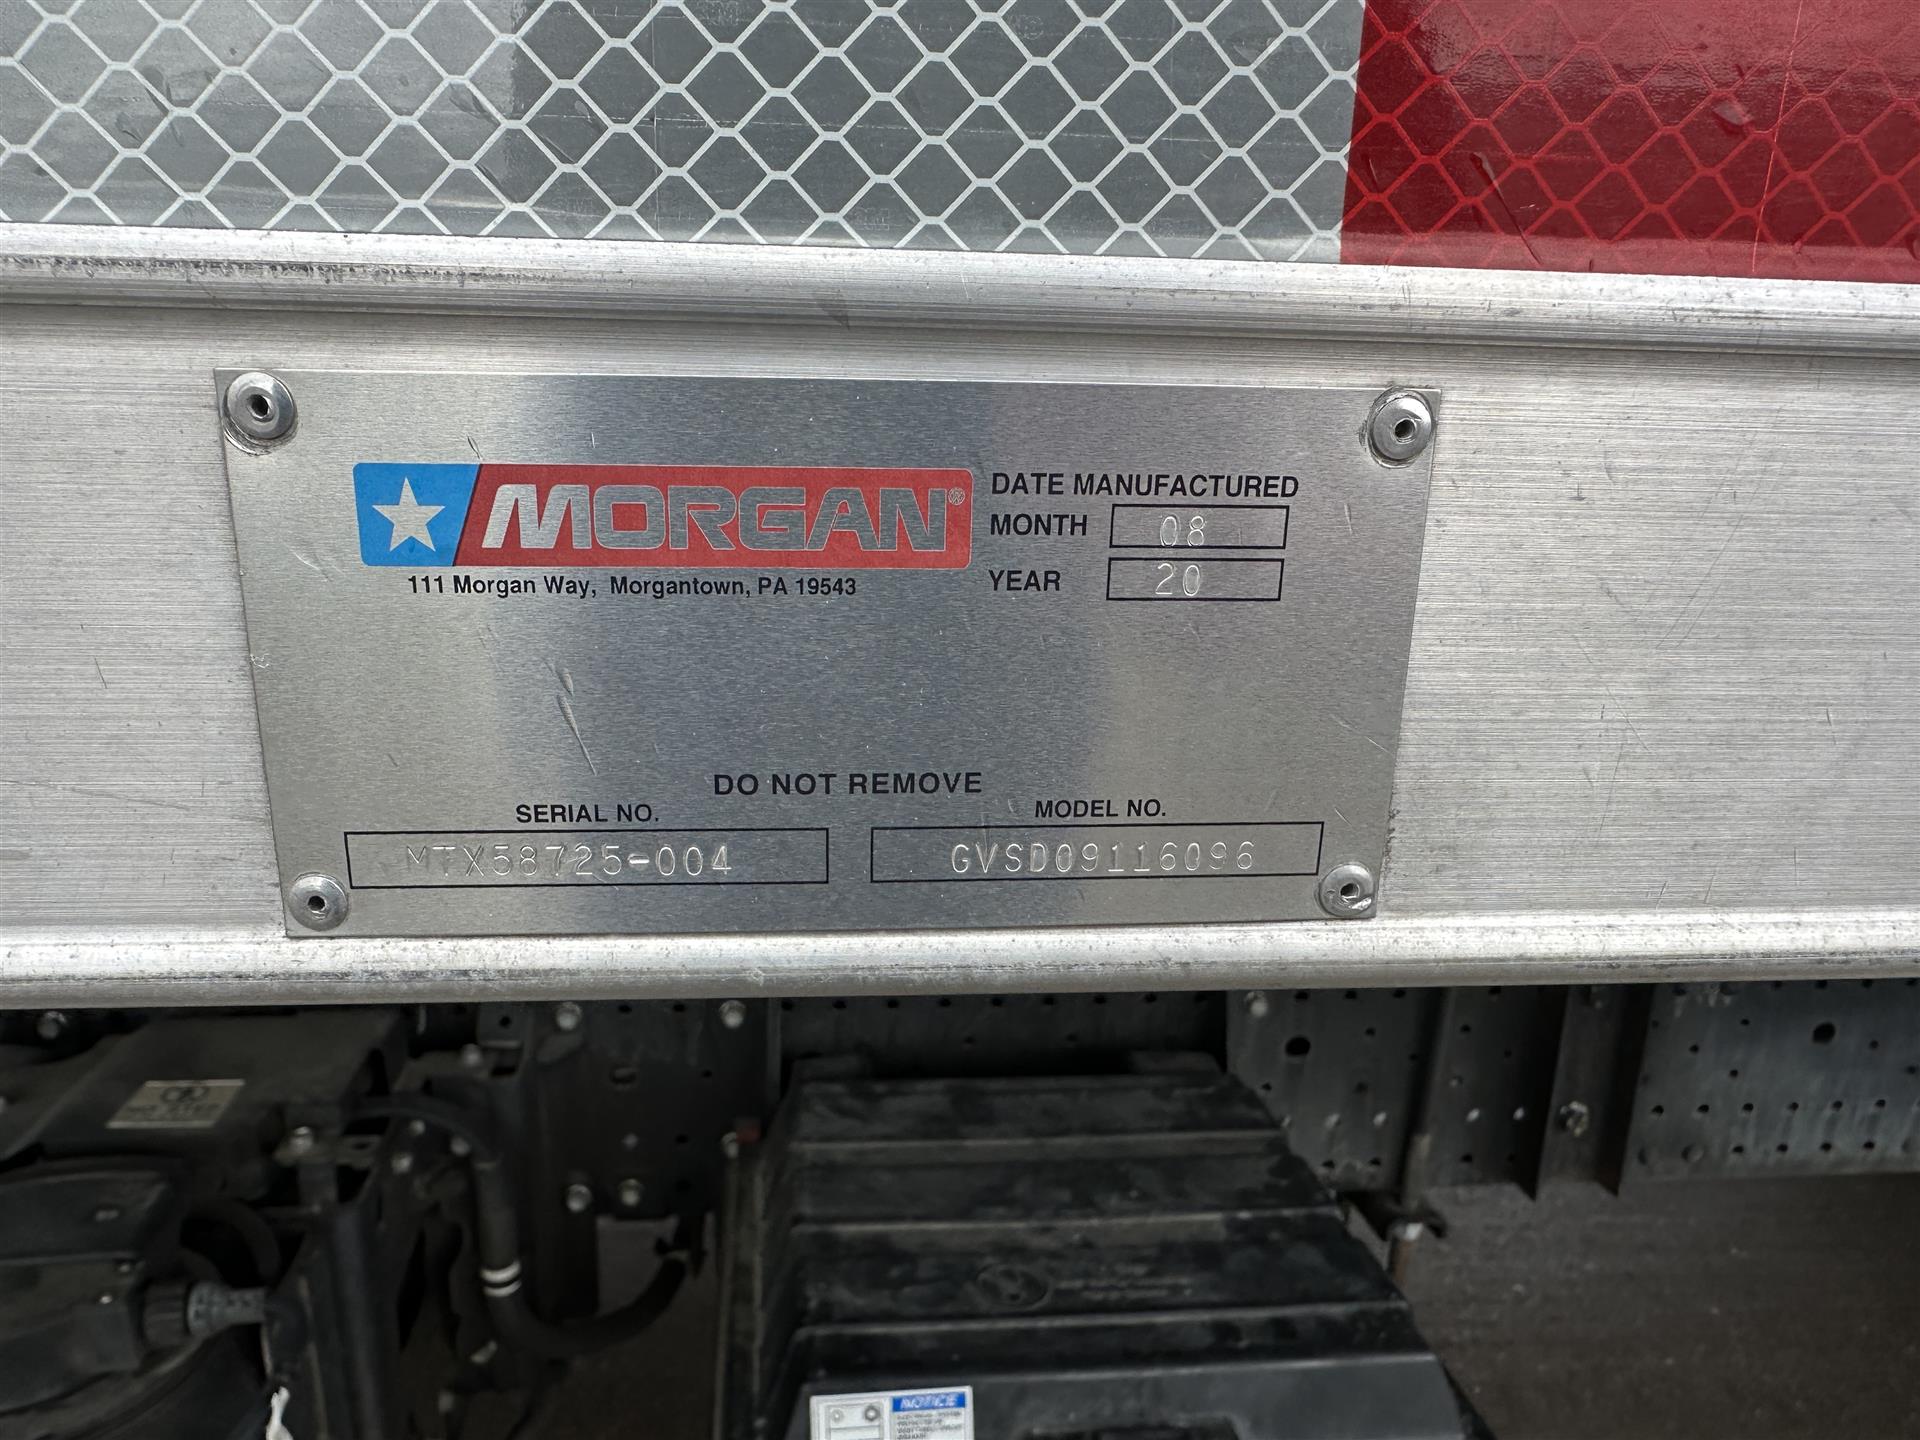 MORGAN®
111 Morgan Way, Morgantown, PA 19543
DATE MANUFACTURED
MONTH 08
YEAR 20
DO NOT REMOVE
SERIAL NO.
MTX58725-004
MODEL NO.
GVSD09116096
NOTICE